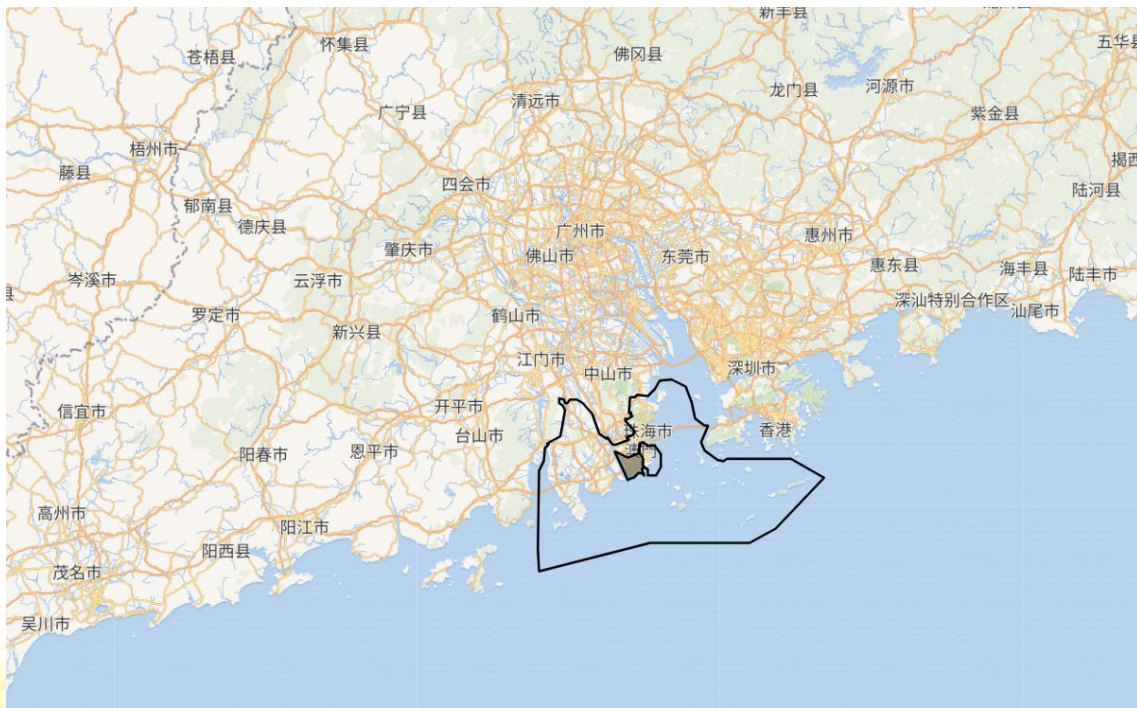 新丰县
五华县
怀集县
苍梧县
佛冈县
龙门县
河源市
清远市
广宁县
紫金县
梧州市
揭西
藤县
四会市
陆河县
郁南县
德庆县
广州市
惠州市
肇庆市
佛山市
东莞市
惠东县
海丰县
陆丰市
岑溪市
云浮市
县
深汕特别合作区
汕尾市
罗定市
鹤山市
新兴县
江门市
中山市
深圳市
信宜市
开平市
台山市
珠海市
香港
澳门
阳春市
恩平市
高州市
阳江市
阳西县
茂名市
吴川市